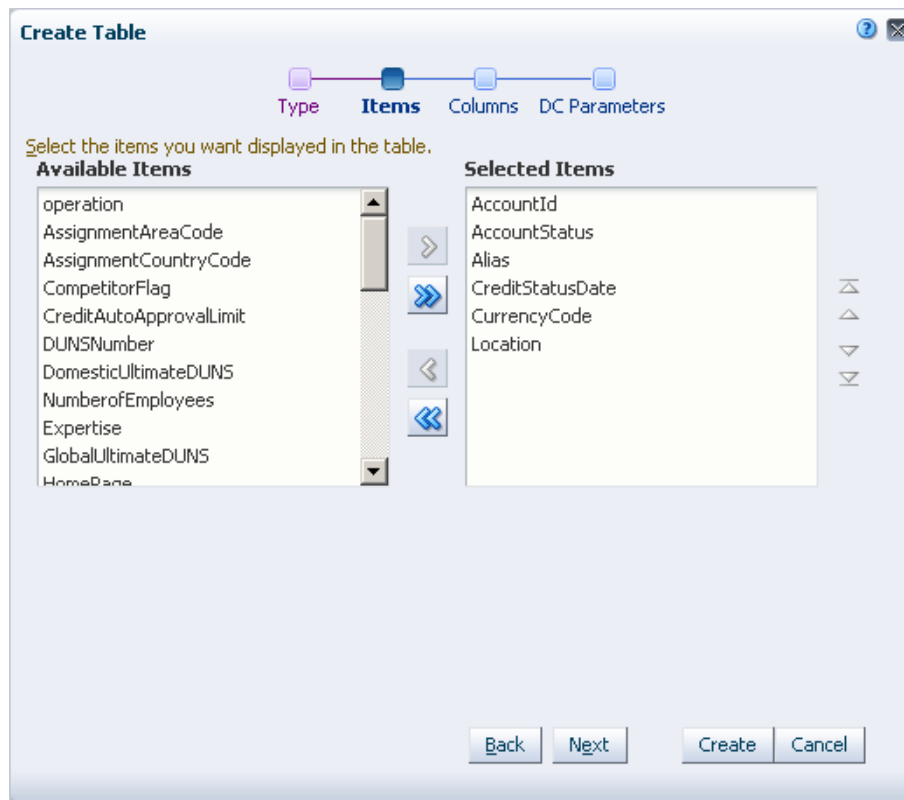 Create Table
Type Items Columns DC Parameters
Select the items you want displayed in the table.
Available Items Selected Items
operation
AssignmentAreaCode
AssignmentCountryCode
CompetitorFlag
CreditAutoApprovalLimit
DUNSNumber
DomesticUltimateDUNS
NumberofEmployees
Expertise
GlobalUltimateDUNS
HomePage
AccountId
AccountStatus
Alias
CreditStatusDate
CurrencyCode
Location
Back Next Create Cancel